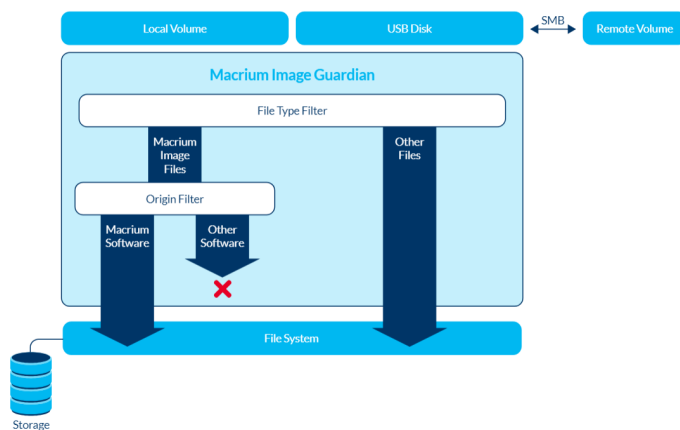 Local Volume
USB Disk
SMB
Remote Volume
Macrium Image Guardian
File Type Filter
Macrium
Image
Files
Other
Files
Origin Filter
Macrium
Software
Other
Software
File System
Storage